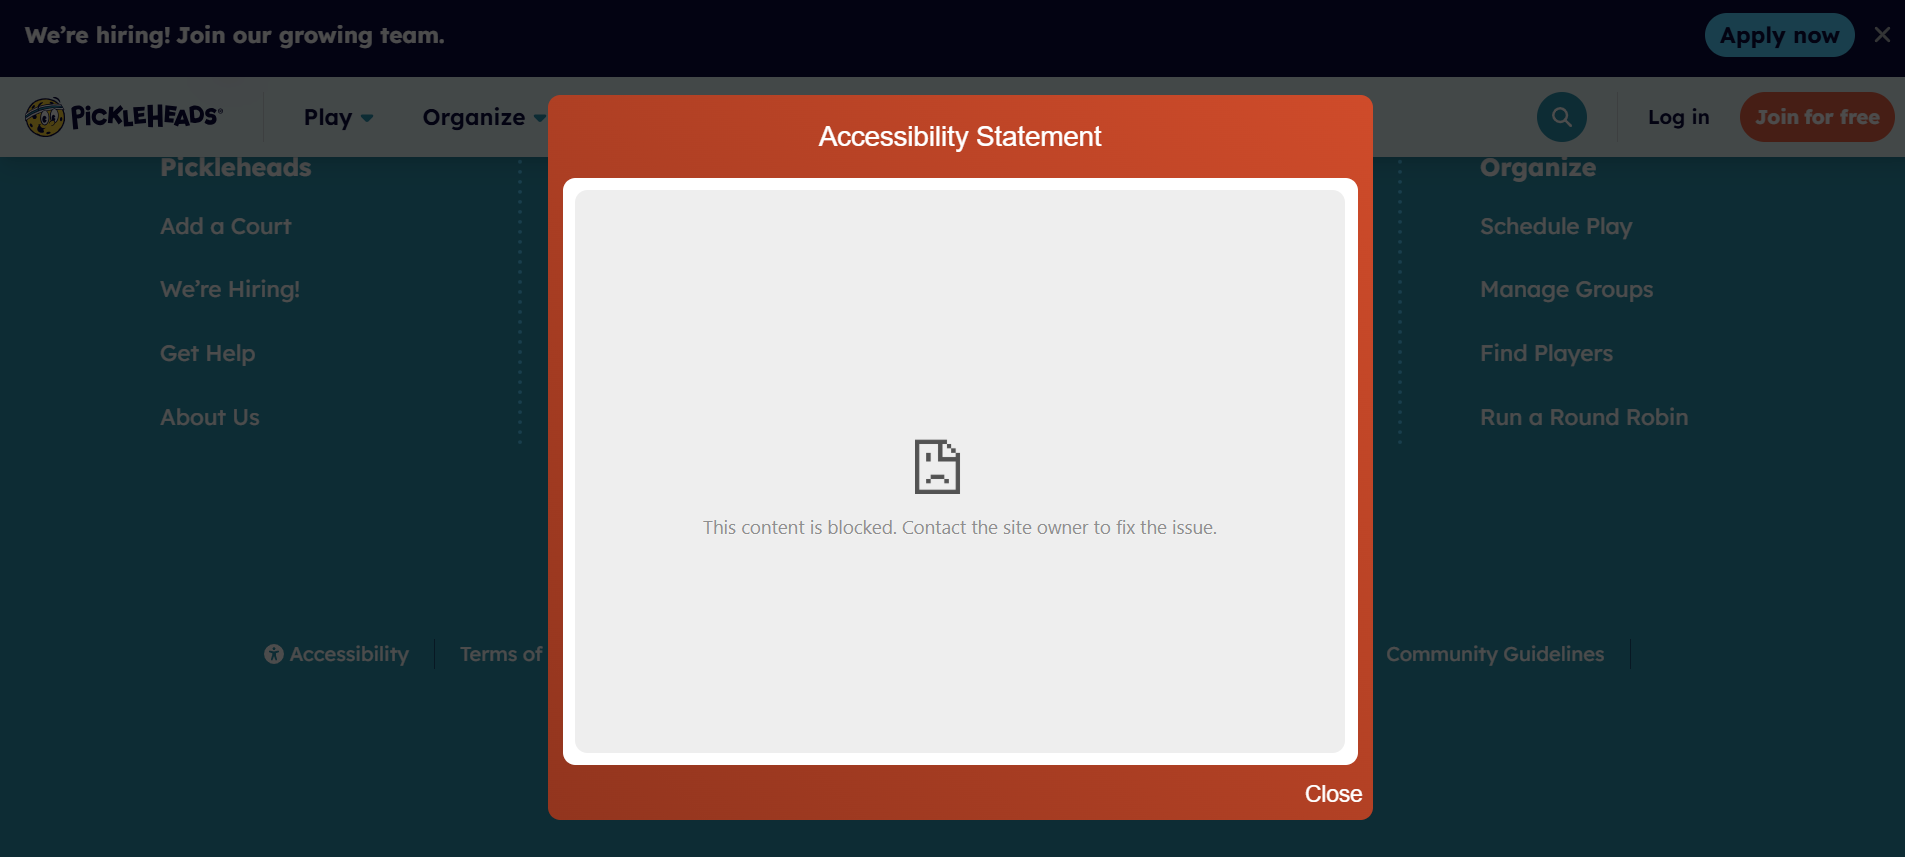 We're hiring! Join our growing team.
Apply now
PiCKLEHEADS®
Play
Organize
Log in
Join for free
Accessibility Statement
Pickleheads
Add a Court
We're Hiring!
Get Help
About Us
Organize
Schedule Play
Manage Groups
Find Players
Run a Round Robin
This content is blocked. Contact the site owner to fix the issue.
Accessibility
Terms of
Community Guidelines
Close